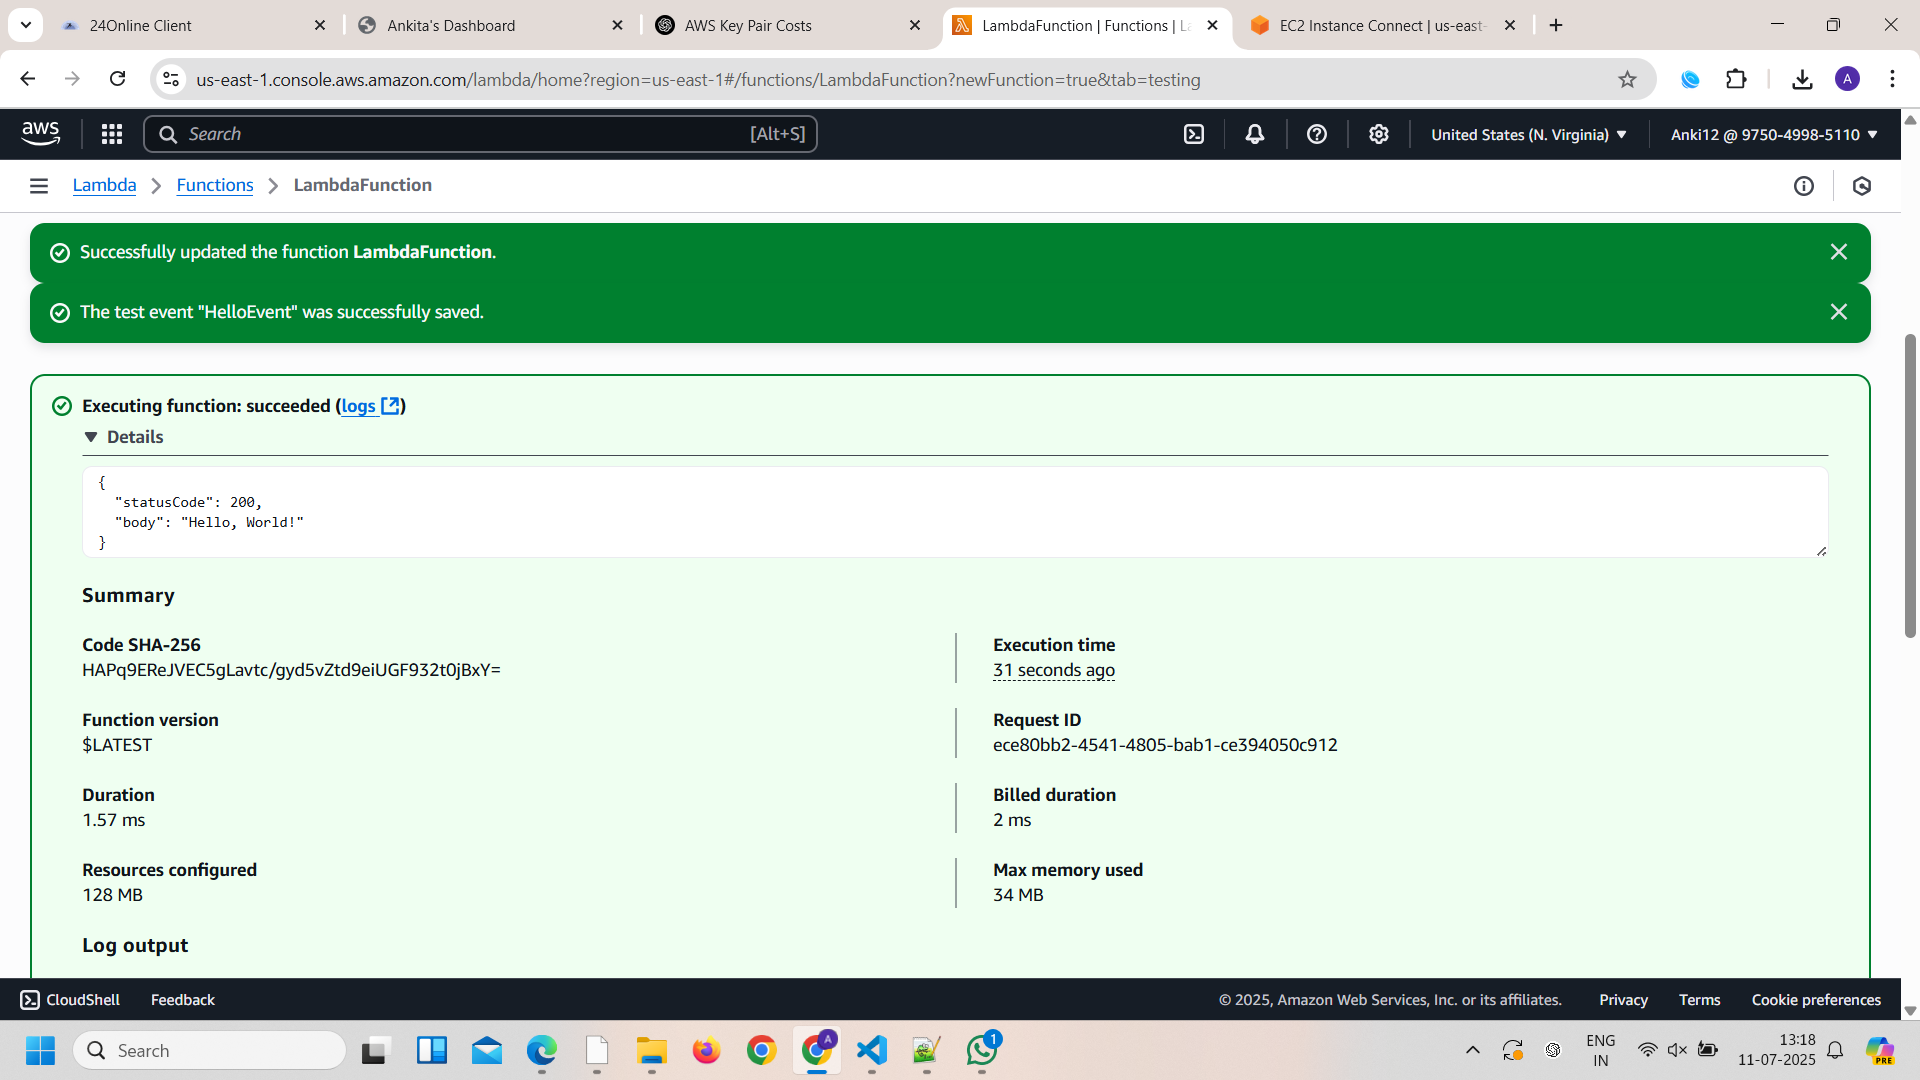 24Online Client
Ankita's Dashboard
AWS Key Pair Costs
LambdaFunction | Functions | La
EC2 Instance Connect | us-east-
us-east-1.console.aws.amazon.com/lambda/home?region=us-east-1#/functions/LambdaFunction?newFunction=true&tab=testing
A
aws
Search
[Alt+S]
United States (N. Virginia)
Anki12 @ 9750-4998-5110
Lambda
Functions
LambdaFunction
Successfully updated the function LambdaFunction.
The test event "HelloEvent" was successfully saved.
Executing function: succeeded (logs)
Details
{
"statusCode": 200,
"body": "Hello, World!"
}
Summary
Code SHA-256
HAPq9EReJVEC5gLavtc/gyd5vZtd9eiUGF932t0jBxY=
Execution time
31 seconds ago
Function version
$LATEST
Request ID
ece80bb2-4541-4805-bab1-ce394050c912
Duration
1.57 ms
Billed duration
2 ms
Resources configured
128 MB
Max memory used
34 MB
Log output
CloudShell
Feedback
© 2025, Amazon Web Services, Inc. or its affiliates.
Privacy
Terms
Cookie preferences
Search
A
1
ENG
IN
13:18
11-07-2025
PRE